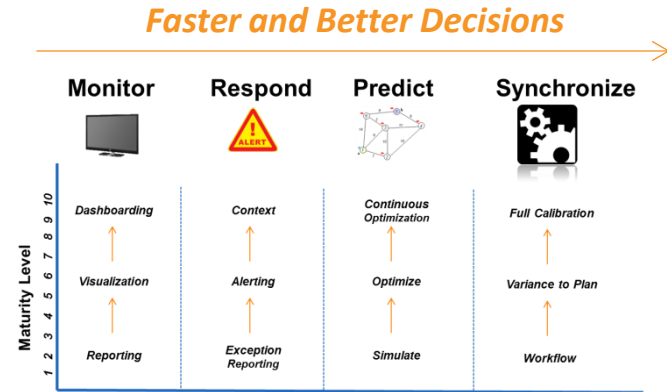 Faster and Better Decisions
Monitor Respond Predict Synchronize
ALERT
Maturity Level
10
9
8
7
6
5
4
3
2
1
Dashboarding Context Continuous Optimization Full Calibration
Visualization Alerting Optimize Variance to Plan
Reporting Exception Reporting Simulate Workflow